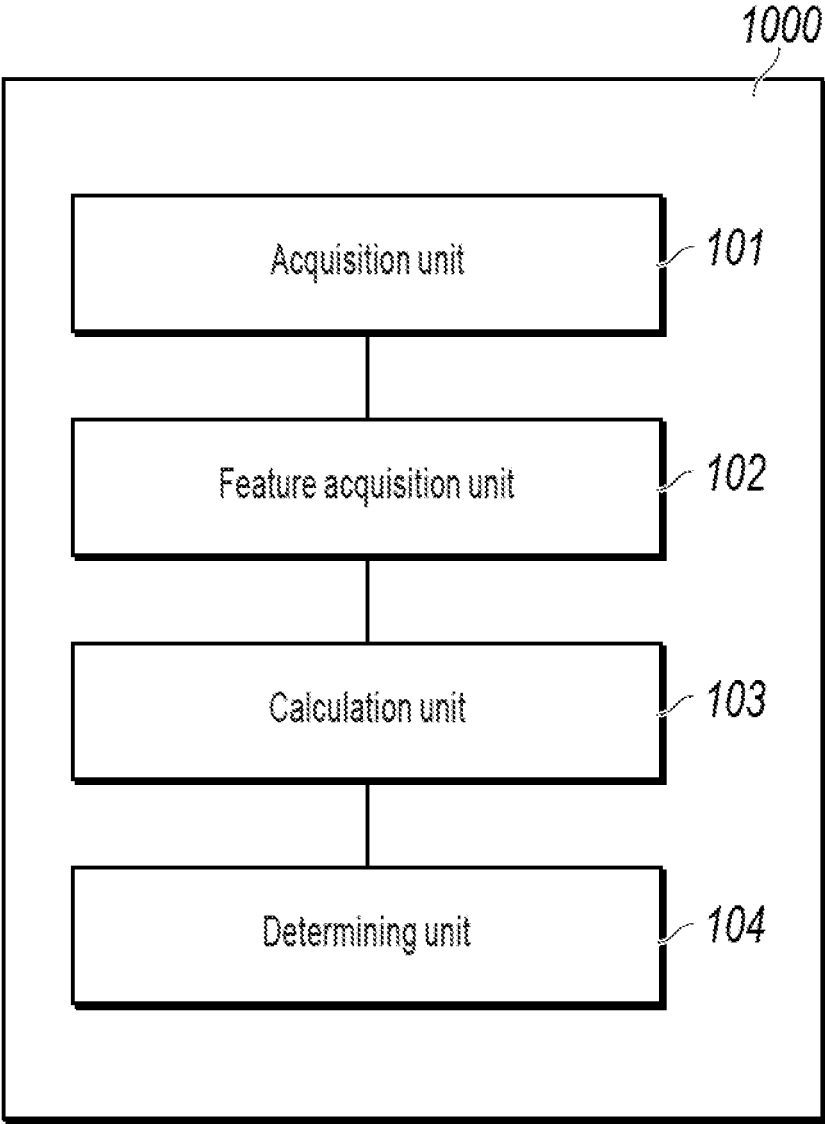 1000
Acquisition unit
101
Feature acquisition unit
102
Calculation unit
103
Determining unit
104